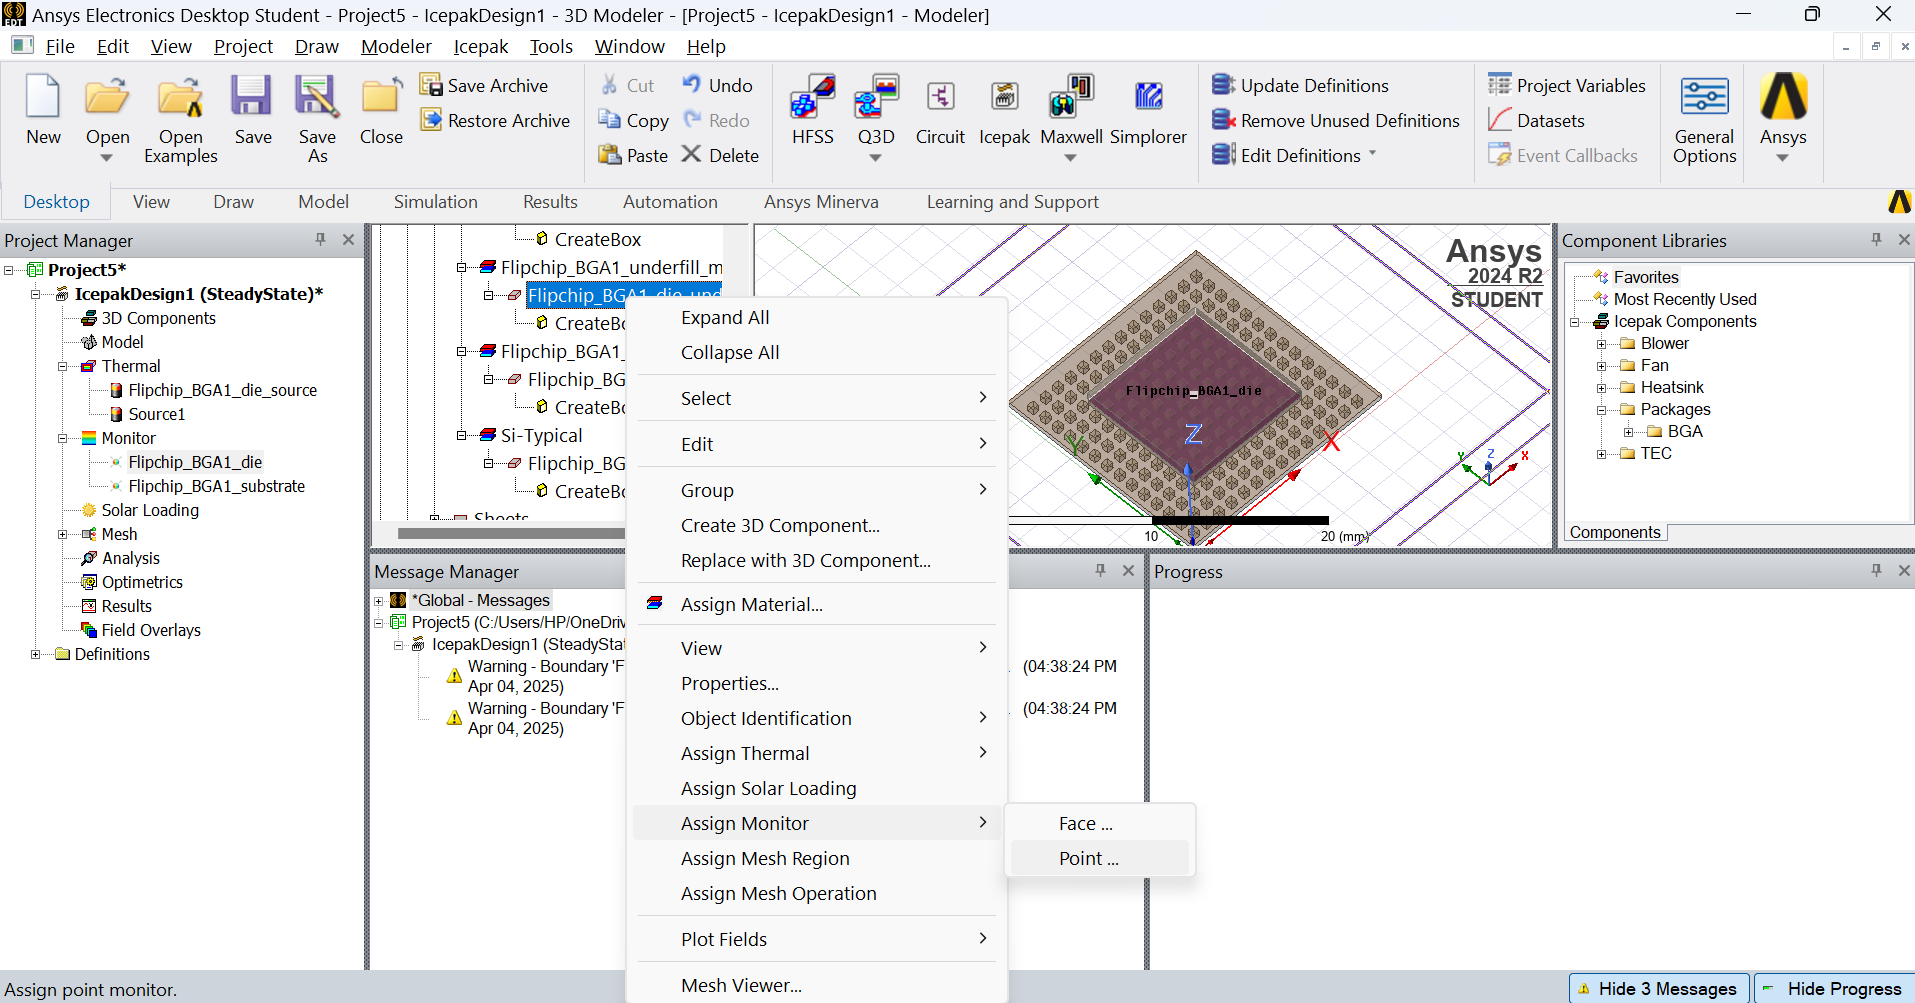 Ansys Electronics Desktop Student - Project5 - IcepakDesign1 - 3D Modeler - [Project5 - IcepakDesign1 - Modeler]
File Edit View Project Draw Modeler Icepak Tools Window Help
New
Open
Open Examples
Save
Save As
Close
Save Archive
Restore Archive
Cut
Copy
Paste
Undo
Redo
Delete
HFSS
Q3D
Circuit
Icepak
Maxwell
Simplorer
Update Definitions
Remove Unused Definitions
Edit Definitions
Project Variables
Datasets
Event Callbacks
General Options
Ansys
Desktop View Draw Model Simulation Results Automation Ansys Minerva Learning and Support
Project Manager
Project5*
IcepakDesign1 (SteadyState)*
3D Components
Model
Thermal
Flipchip_BGA1_die_source
Source1
Monitor
Flipchip_BGA1_die
Flipchip_BGA1_substrate
Solar Loading
Mesh
Analysis
Optimetrics
Results
Field Overlays
Definitions
CreateBox
Flipchip_BGA1_underfill_m
Flipchip_BGA1_die_und
CreateBo
Flipchip_BGA1_
Flipchip_BG
CreateBo
Si-Typical
Flipchip_BG
CreateBo
Sheets
Expand All
Collapse All
Select
Edit
Group
Create 3D Component...
Replace with 3D Component...
Assign Material...
View
Properties...
Object Identification
Assign Thermal
Assign Solar Loading
Assign Monitor
Assign Mesh Region
Assign Mesh Operation
Plot Fields
Mesh Viewer...
Face ...
Point ...
Ansys
2024 R2
STUDENT
Flipchip_BGA1_die
Z
Y
X
Y
Z
X
10
20 (mm)
Component Libraries
Favorites
Most Recently Used
Icepak Components
Blower
Fan
Heatsink
Packages
BGA
TEC
Components
Message Manager
*Global - Messages
Project5 (C:/Users/HP/OneDriv
IcepakDesign1 (SteadyStat
Warning - Boundary 'F
. (04:38:24 PM
Apr 04, 2025)
Warning - Boundary 'F
. (04:38:24 PM
Apr 04, 2025)
Progress
Assign point monitor.
Hide 3 Messages
Hide Progress